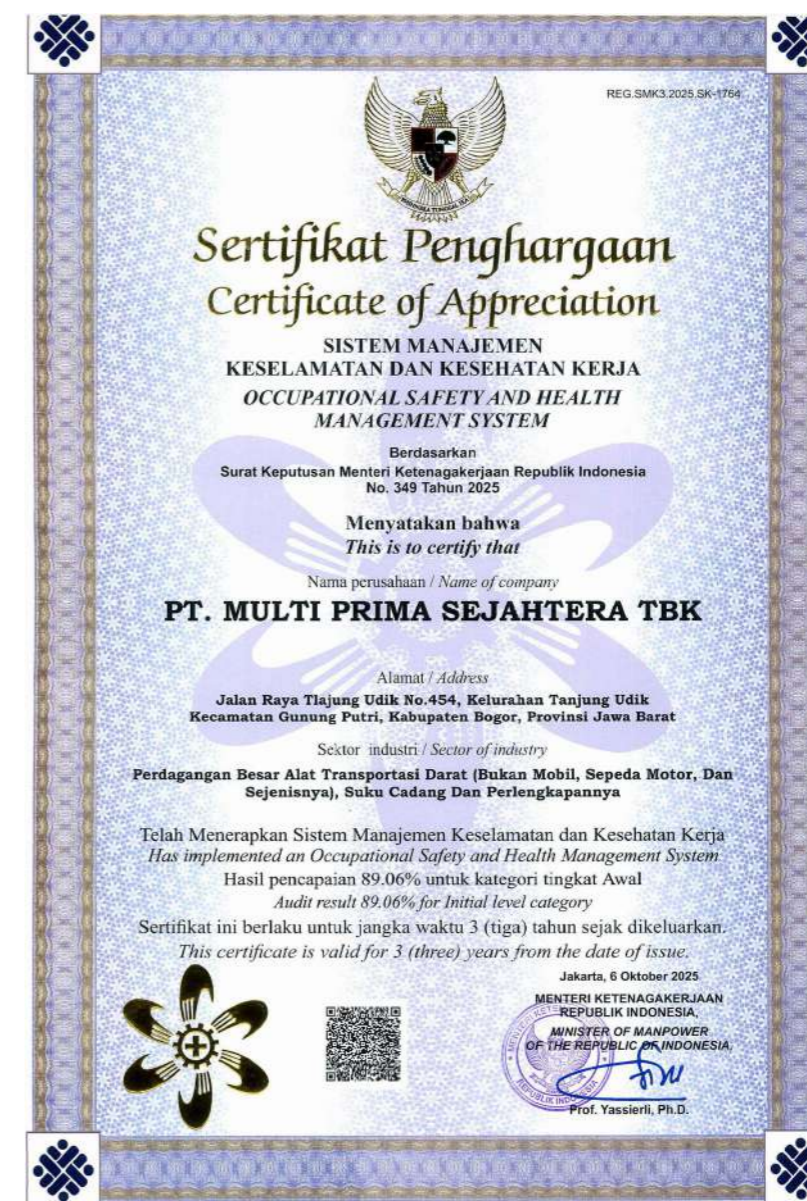 REG.SMK3.2025.SK-1764
Sertifikat Penghargaan
Certificate of Appreciation
SISTEM MANAJEMEN
KESELAMATAN DAN KESEHATAN KERJA
OCCUPATIONAL SAFETY AND HEALTH
MANAGEMENT SYSTEM
Berdasarkan
Surat Keputusan Menteri Ketenagakerjaan Republik Indonesia
No. 349 Tahun 2025
Menyatakan bahwa
This is to certify that
Nama perusahaan / Name of company
PT. MULTI PRIMA SEJAHTERA TBK
Alamat / Address
Jalan Raya Tlajung Udik No.454, Kelurahan Tanjung Udik
Kecamatan Gunung Putri, Kabupaten Bogor, Provinsi Jawa Barat
Sektor industri / Sector of industry
Perdagangan Besar Alat Transportasi Darat (Bukan Mobil, Sepeda Motor, Dan
Sejenisnya), Suku Cadang Dan Perlengkapannya
Telah Menerapkan Sistem Manajemen Keselamatan dan Kesehatan Kerja
Has implemented an Occupational Safety and Health Management System
Hasil pencapaian 89.06% untuk kategori tingkat Awal
Audit result 89.06% for Initial level category
Sertifikat ini berlaku untuk jangka waktu 3 (tiga) tahun sejak dikeluarkan.
This certificate is valid for 3 (three) years from the date of issue.
Jakarta, 6 Oktober 2025
MENTERI KETENAGAKERJAAN
REPUBLIK INDONESIA,
MINISTER OF MANPOWER
OF THE REPUBLIC OF INDONESIA,
Prof. Yassierli, Ph.D.